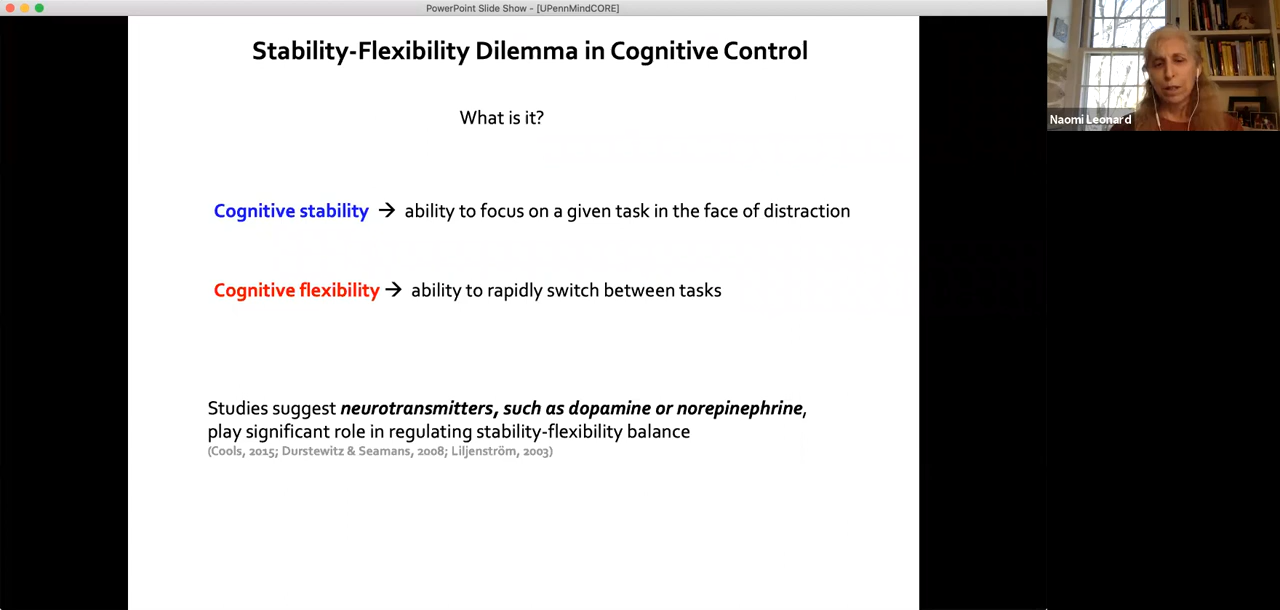 PowerPoint Slide Show - [UPennMindCORE]
Stability-Flexibility Dilemma in Cognitive Control
What is it?
Cognitive stability → ability to focus on a given task in the face of distraction
Cognitive flexibility → ability to rapidly switch between tasks
Studies suggest neurotransmitters, such as dopamine or norepinephrine,
play significant role in regulating stability-flexibility balance
(Cools, 2015; Durstewitz & Seamans, 2008; Liljenström, 2003)
Naomi Leonard